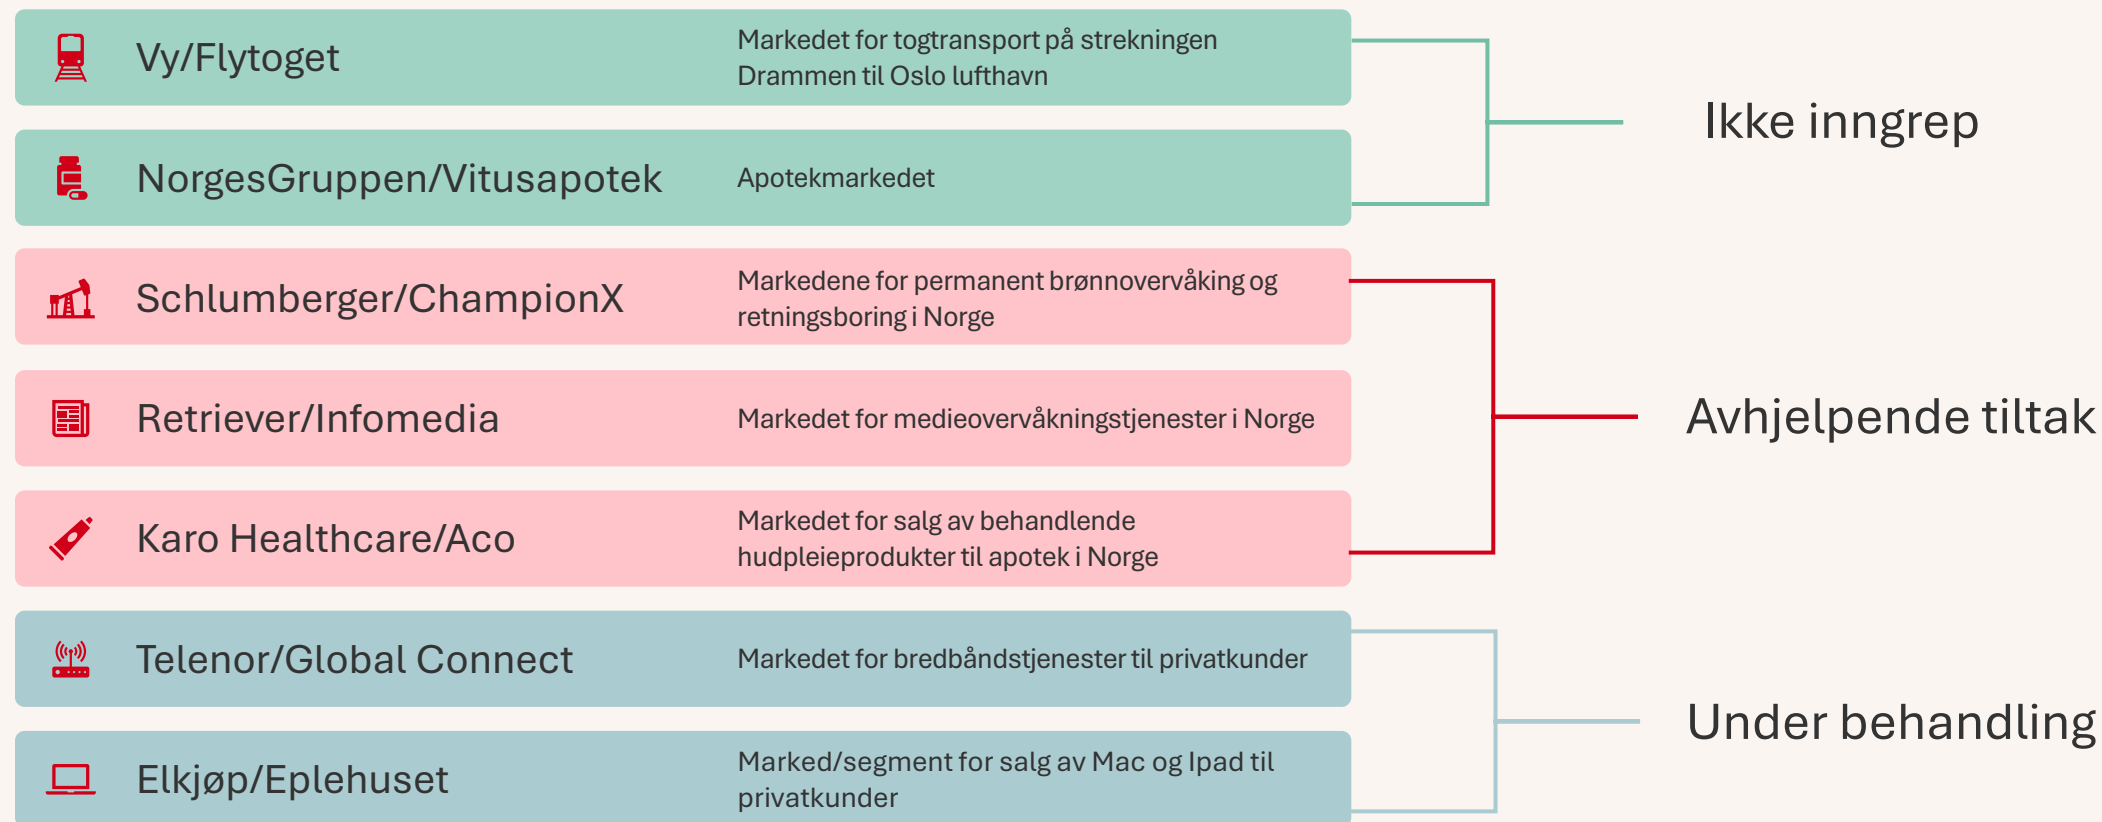 Vy/Flytoget
Markedet for togtransport på strekningen
Drammen til Oslo lufthavn
NorgesGruppen/Vitusapotek
Apotekmarkedet
Ikke inngrep
Schlumberger/ChampionX
Markedene for permanent brønnovervåking og
retningsboring i Norge
Retriever/Infomedia
Markedet for medieovervåkningstjenester i Norge
Karo Healthcare/Aco
Markedet for salg av behandlende
hudpleieprodukter til apotek i Norge
Avhjelpende tiltak
Telenor/Global Connect
Markedet for bredbåndstjenester til privatkunder
Elkjøp/Eplehuset
Marked/segment for salg av Mac og Ipad til
privatkunder
Under behandling